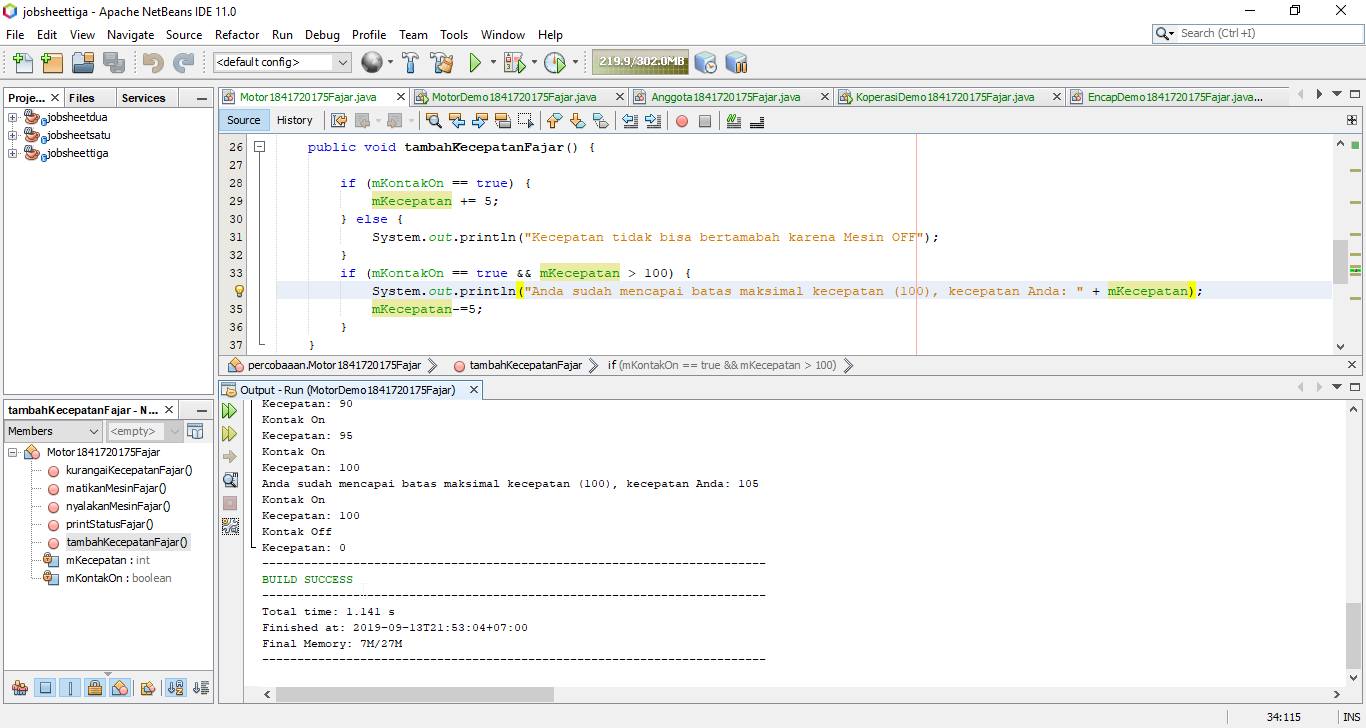 jobsheettiga - Apache NetBeans IDE 11.0
File Edit View Navigate Source Refactor Run Debug Profile Team Tools Window Help
Search (Ctrl+I)
<default config>
219.9/302.0MB
Proje... Files Services
Motor1841720175Fajar.java MotorDemo1841720175Fajar.java Anggota1841720175Fajar.java KoperasiDemo1841720175Fajar.java EncapDemo1841720175Fajar.java...
jobsheetdua
jobsheetsatu
jobsheettiga
Source History
26 public void tambahKecepatanFajar() {
27
28 if (mKontakOn == true) {
29 mKecepatan += 5;
30 } else {
31 System.out.println("Kecepatan tidak bisa bertamabah karena Mesin OFF");
32 }
33 if (mKontakOn == true && mKecepatan > 100) {
System.out.println("Anda sudah mencapai batas maksimal kecepatan (100), kecepatan Anda: " + mKecepatan);
35 mKecepatan-=5;
36 }
37 }
percobaaan.Motor1841720175Fajar tambahKecepatanFajar if (mKontakOn == true && mKecepatan > 100)
tambahKecepatanFajar - N...
Members <empty>
Motor1841720175Fajar
kurangaiKecepatanFajar()
matikanMesinFajar()
nyalakanMesinFajar()
printStatusFajar()
tambahKecepatanFajar()
mKecepatan : int
mKontakOn : boolean
Output - Run (MotorDemo1841720175Fajar)
Kecepatan: 90
Kontak On
Kecepatan: 95
Kontak On
Kecepatan: 100
Anda sudah mencapai batas maksimal kecepatan (100), kecepatan Anda: 105
Kontak On
Kecepatan: 100
Kontak Off
Kecepatan: 0
------------------------------------------------------------------------
BUILD SUCCESS
------------------------------------------------------------------------
Total time: 1.141 s
Finished at: 2019-09-13T21:53:04+07:00
Final Memory: 7M/27M
------------------------------------------------------------------------
34:115 INS